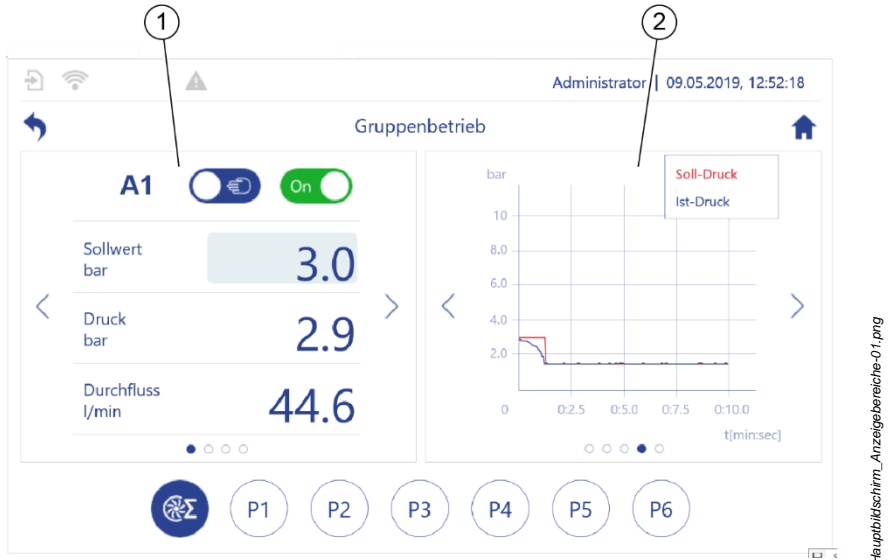 1
2
Administrator | 09.05.2019, 12:52:18
Gruppenbetrieb
A1
On
Sollwert
bar
3.0
Druck
bar
2.9
Durchfluss
l/min
44.6
bar
Soll-Druck
Ist-Druck
10
8.0
6.0
4.0
2.0
0
0:2.5
0:5.0
0:7.5
0:10.0
t[min:sec]
Σ
P1
P2
P3
P4
P5
P6
Hauptbildschirm_Anzeigebereiche-01.png